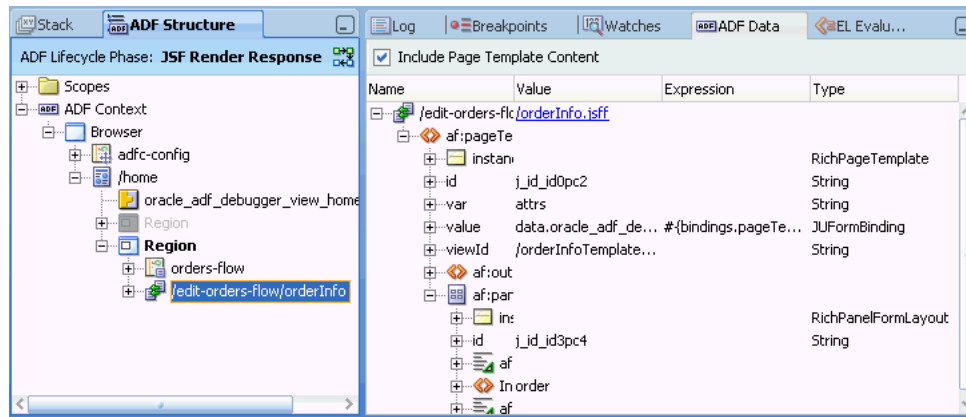 Stack
ADF Structure
ADF Lifecycle Phase: JSF Render Response
Scopes
ADF Context
Browser
adfc-config
/home
oracle_adf_debugger_view_home
Region
Region
orders-flow
/edit-orders-flow/orderInfo
Log Breakpoints Watches ADF Data EL Evalu...
Include Page Template Content
Name Value Expression Type
/edit-orders-flc /orderInfo.jsff
af:pageTe
instan RichPageTemplate
id j_id_id0pc2 String
var attrs String
value data.oracle_adf_de... #{bindings.pageTe... JUFormBinding
viewId /orderInfoTemplate... String
af:out
af:par
ins RichPanelFormLayout
id j_id_id3pc4 String
af
In order
af